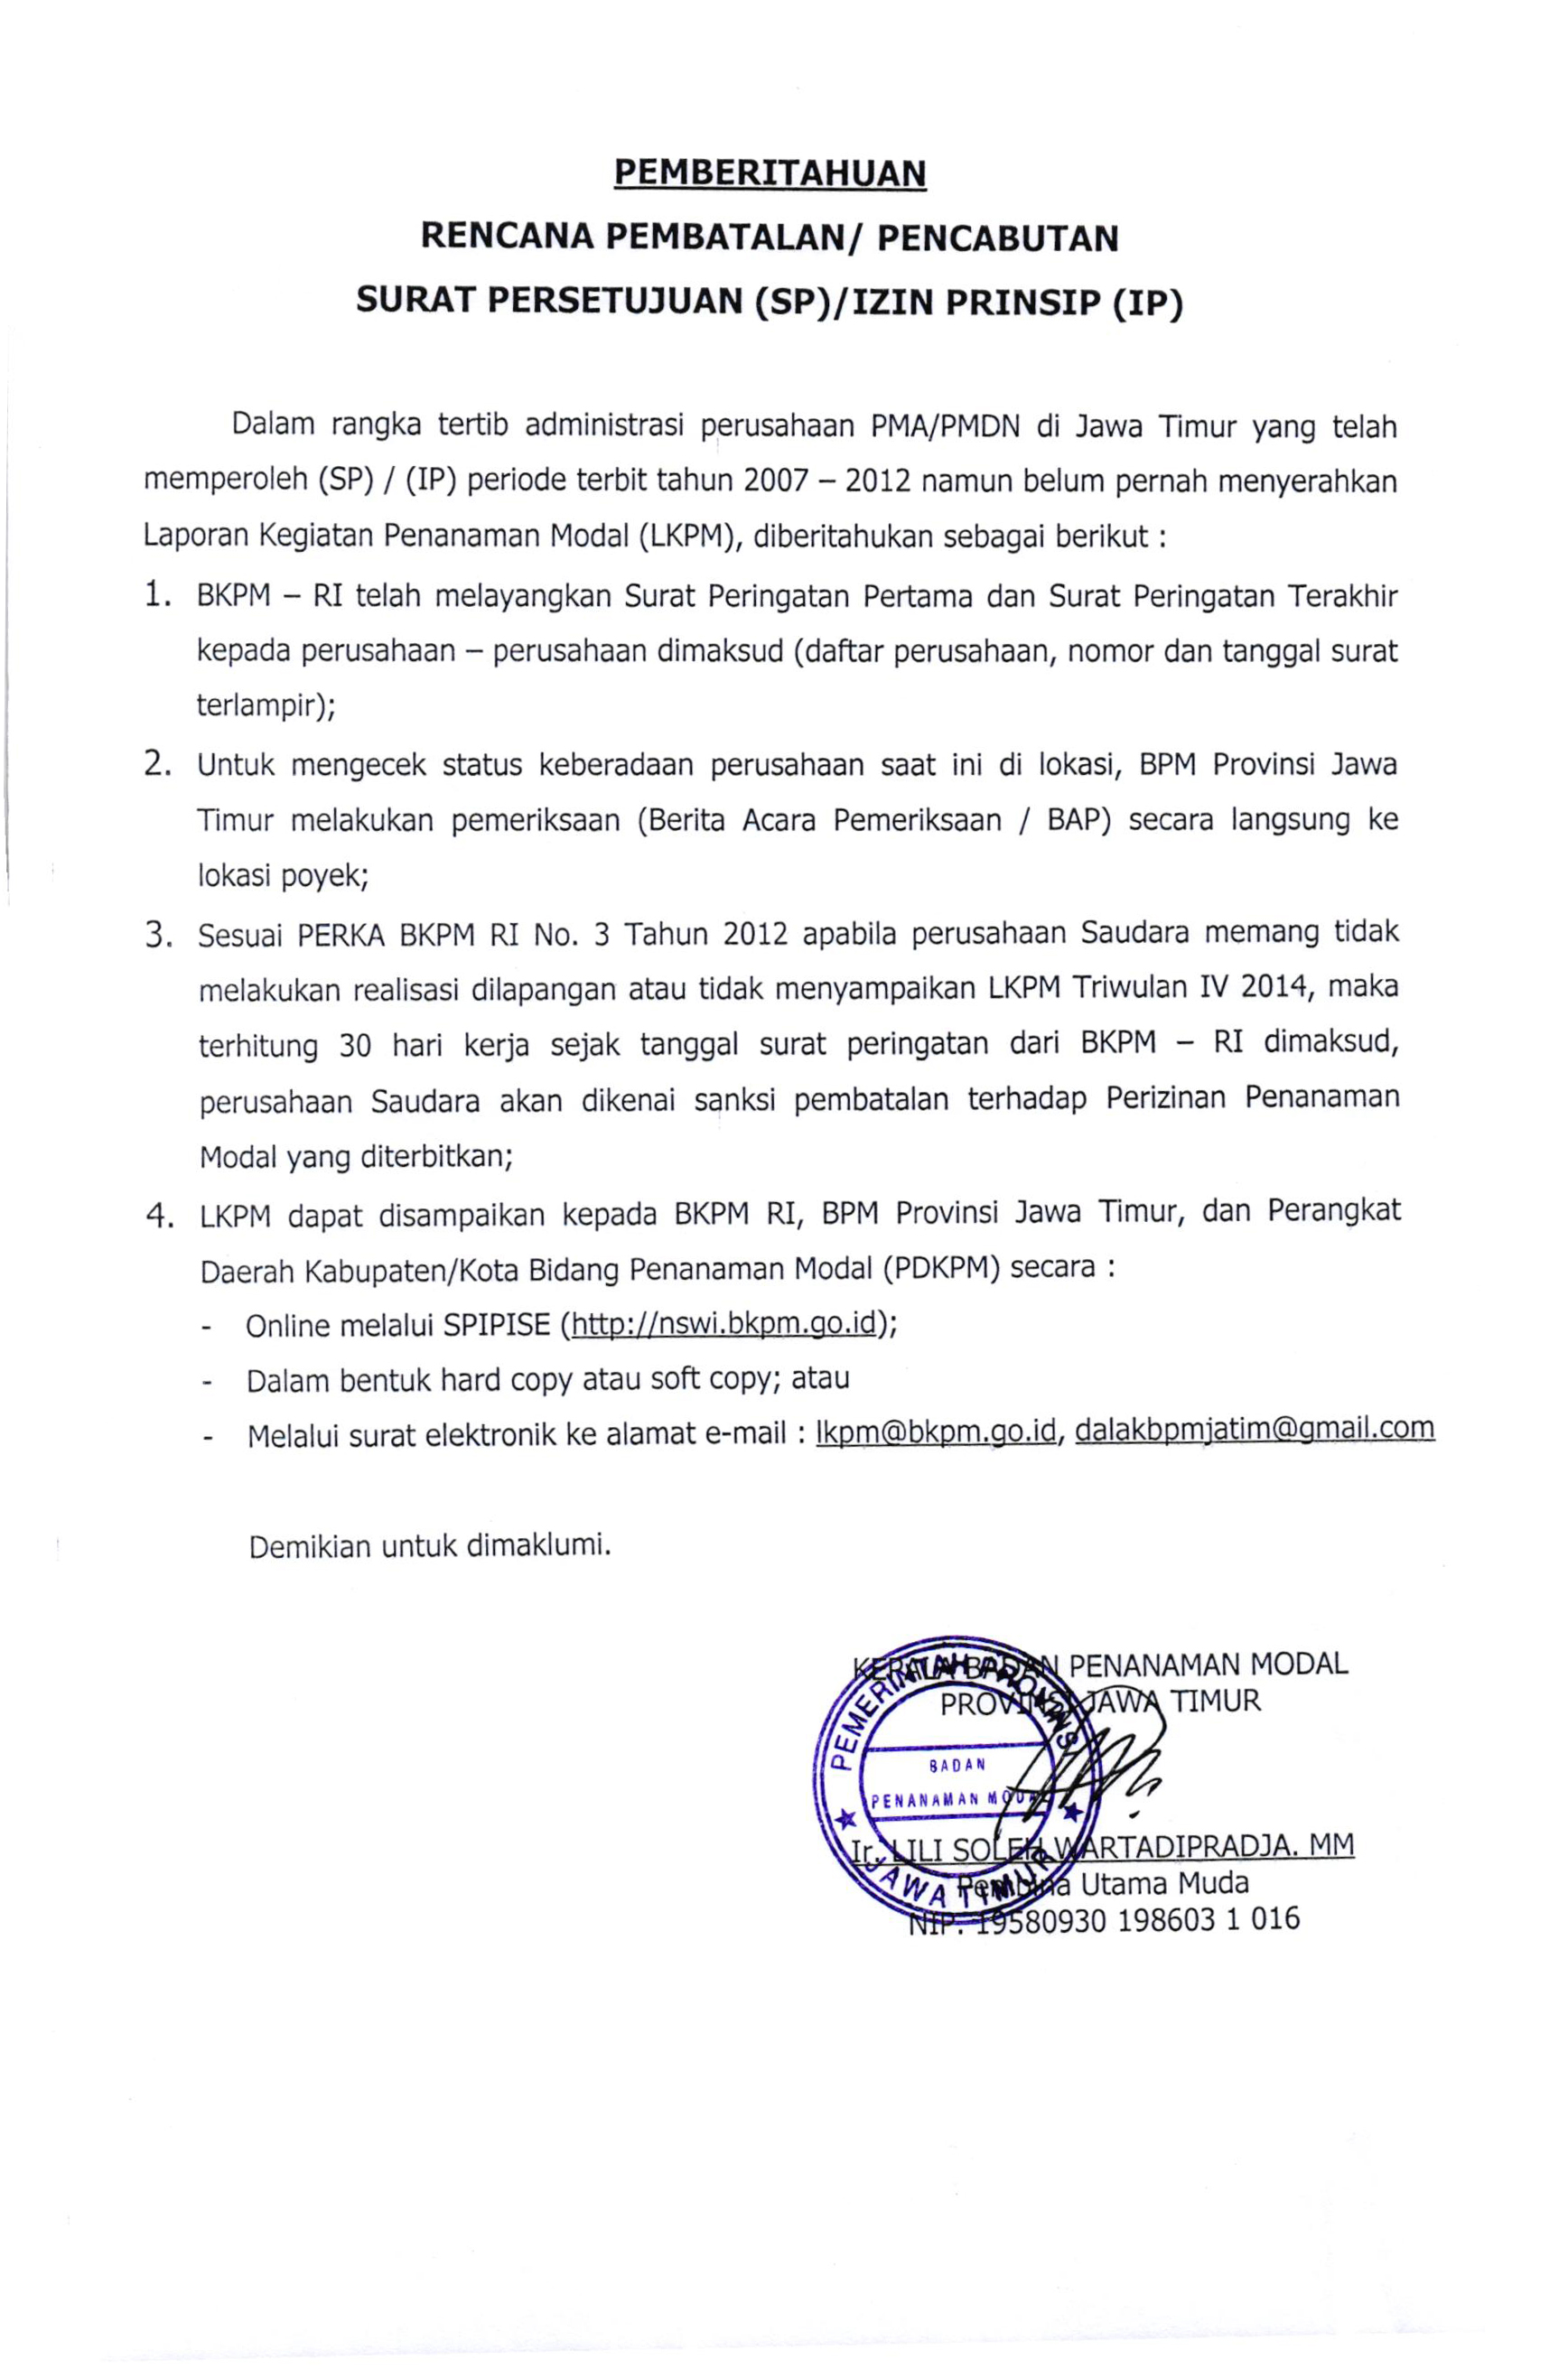 PEMBERITAHUAN
RENCANA PEMBATALAN/ PENCABUTAN
SURAT PERSETUJUAN (SP)/IZIN PRINSIP (IP)
Dalam rangka tertib administrasi perusahaan PMA/PMDN di Jawa Timur yang telah
memperoleh (SP) / (IP) periode terbit tahun 2007 – 2012 namun belum pernah menyerahkan
Laporan Kegiatan Penanaman Modal (LKPM), diberitahukan sebagai berikut :
1. BKPM – RI telah melayangkan Surat Peringatan Pertama dan Surat Peringatan Terakhir
kepada perusahaan – perusahaan dimaksud (daftar perusahaan, nomor dan tanggal surat
terlampir);
2. Untuk mengecek status keberadaan perusahaan saat ini di lokasi, BPM Provinsi Jawa
Timur melakukan pemeriksaan (Berita Acara Pemeriksaan / BAP) secara langsung ke
lokasi poyek;
3. Sesuai PERKA BKPM RI No. 3 Tahun 2012 apabila perusahaan Saudara memang tidak
melakukan realisasi dilapangan atau tidak menyampaikan LKPM Triwulan IV 2014, maka
terhitung 30 hari kerja sejak tanggal surat peringatan dari BKPM – RI dimaksud,
perusahaan Saudara akan dikenai sanksi pembatalan terhadap Perizinan Penanaman
Modal yang diterbitkan;
4. LKPM dapat disampaikan kepada BKPM RI, BPM Provinsi Jawa Timur, dan Perangkat
Daerah Kabupaten/Kota Bidang Penanaman Modal (PDKPM) secara :
- Online melalui SPIPISE (http://nswi.bkpm.go.id);
- Dalam bentuk hard copy atau soft copy; atau
- Melalui surat elektronik ke alamat e-mail : lkpm@bkpm.go.id, dalakbpmjatim@gmail.com
Demikian untuk dimaklumi.
KEPALA BADAN PENANAMAN MODAL
PROVINSI JAWA TIMUR
PEMERINTAH PROVINSI
BADAN
PENANAMAN MODAL
JAWA TIMUR
Ir. LILI SOLEH WARTADIPRADJA. MM
Pembina Utama Muda
NIP. 19580930 198603 1 016